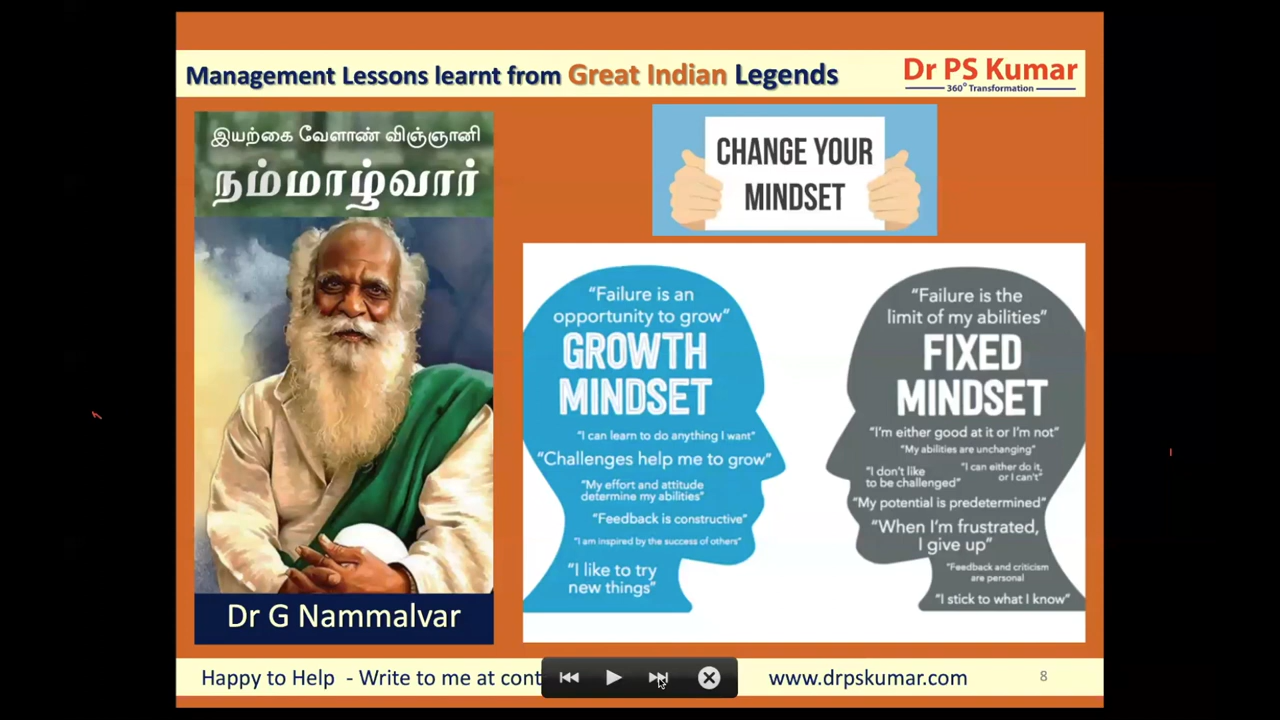 Management Lessons learnt from Great Indian Legends
Dr PS Kumar
360° Transformation
இயற்கை வேளாண் விஞ்ஞானி
நம்மாழ்வார்
Dr G Nammalvar
CHANGE YOUR
MINDSET
"Failure is an
opportunity to grow"
GROWTH
MINDSET
"I can learn to do anything I want"
"Challenges help me to grow"
"My effort and attitude
determine my abilities"
"Feedback is constructive"
"I am inspired by the success of others"
"I like to try
new things"
"Failure is the
limit of my abilities"
FIXED
MINDSET
"I'm either good at it or I'm not"
"My abilities are unchanging"
"I don't like
to be challenged"
"I can either do it,
or I can't"
"My potential is predetermined"
"When I'm frustrated,
I give up"
"Feedback and criticism
are personal
"I stick to what I know"
Happy to Help - Write to me at cont
www.drpskumar.com
8